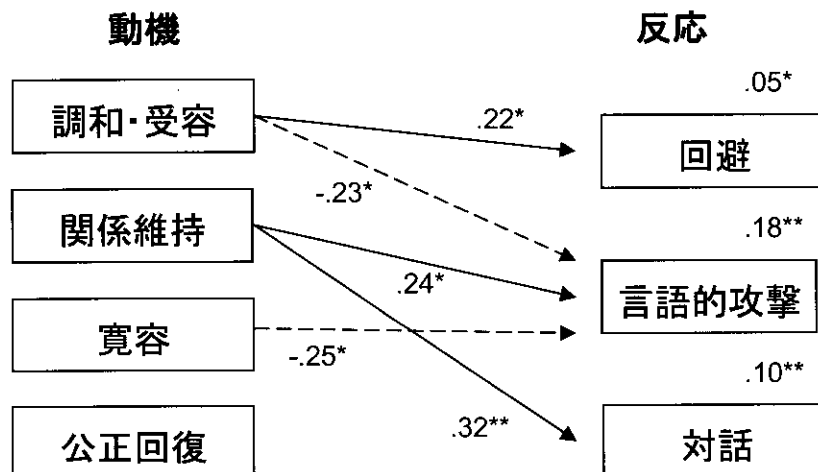 動機
反応
.05*
調和・受容
.22*
回避
-.23*
関係維持
.18**
.24*
言語的攻撃
寛容
-.25*
.10**
.32**
公正回復
対話